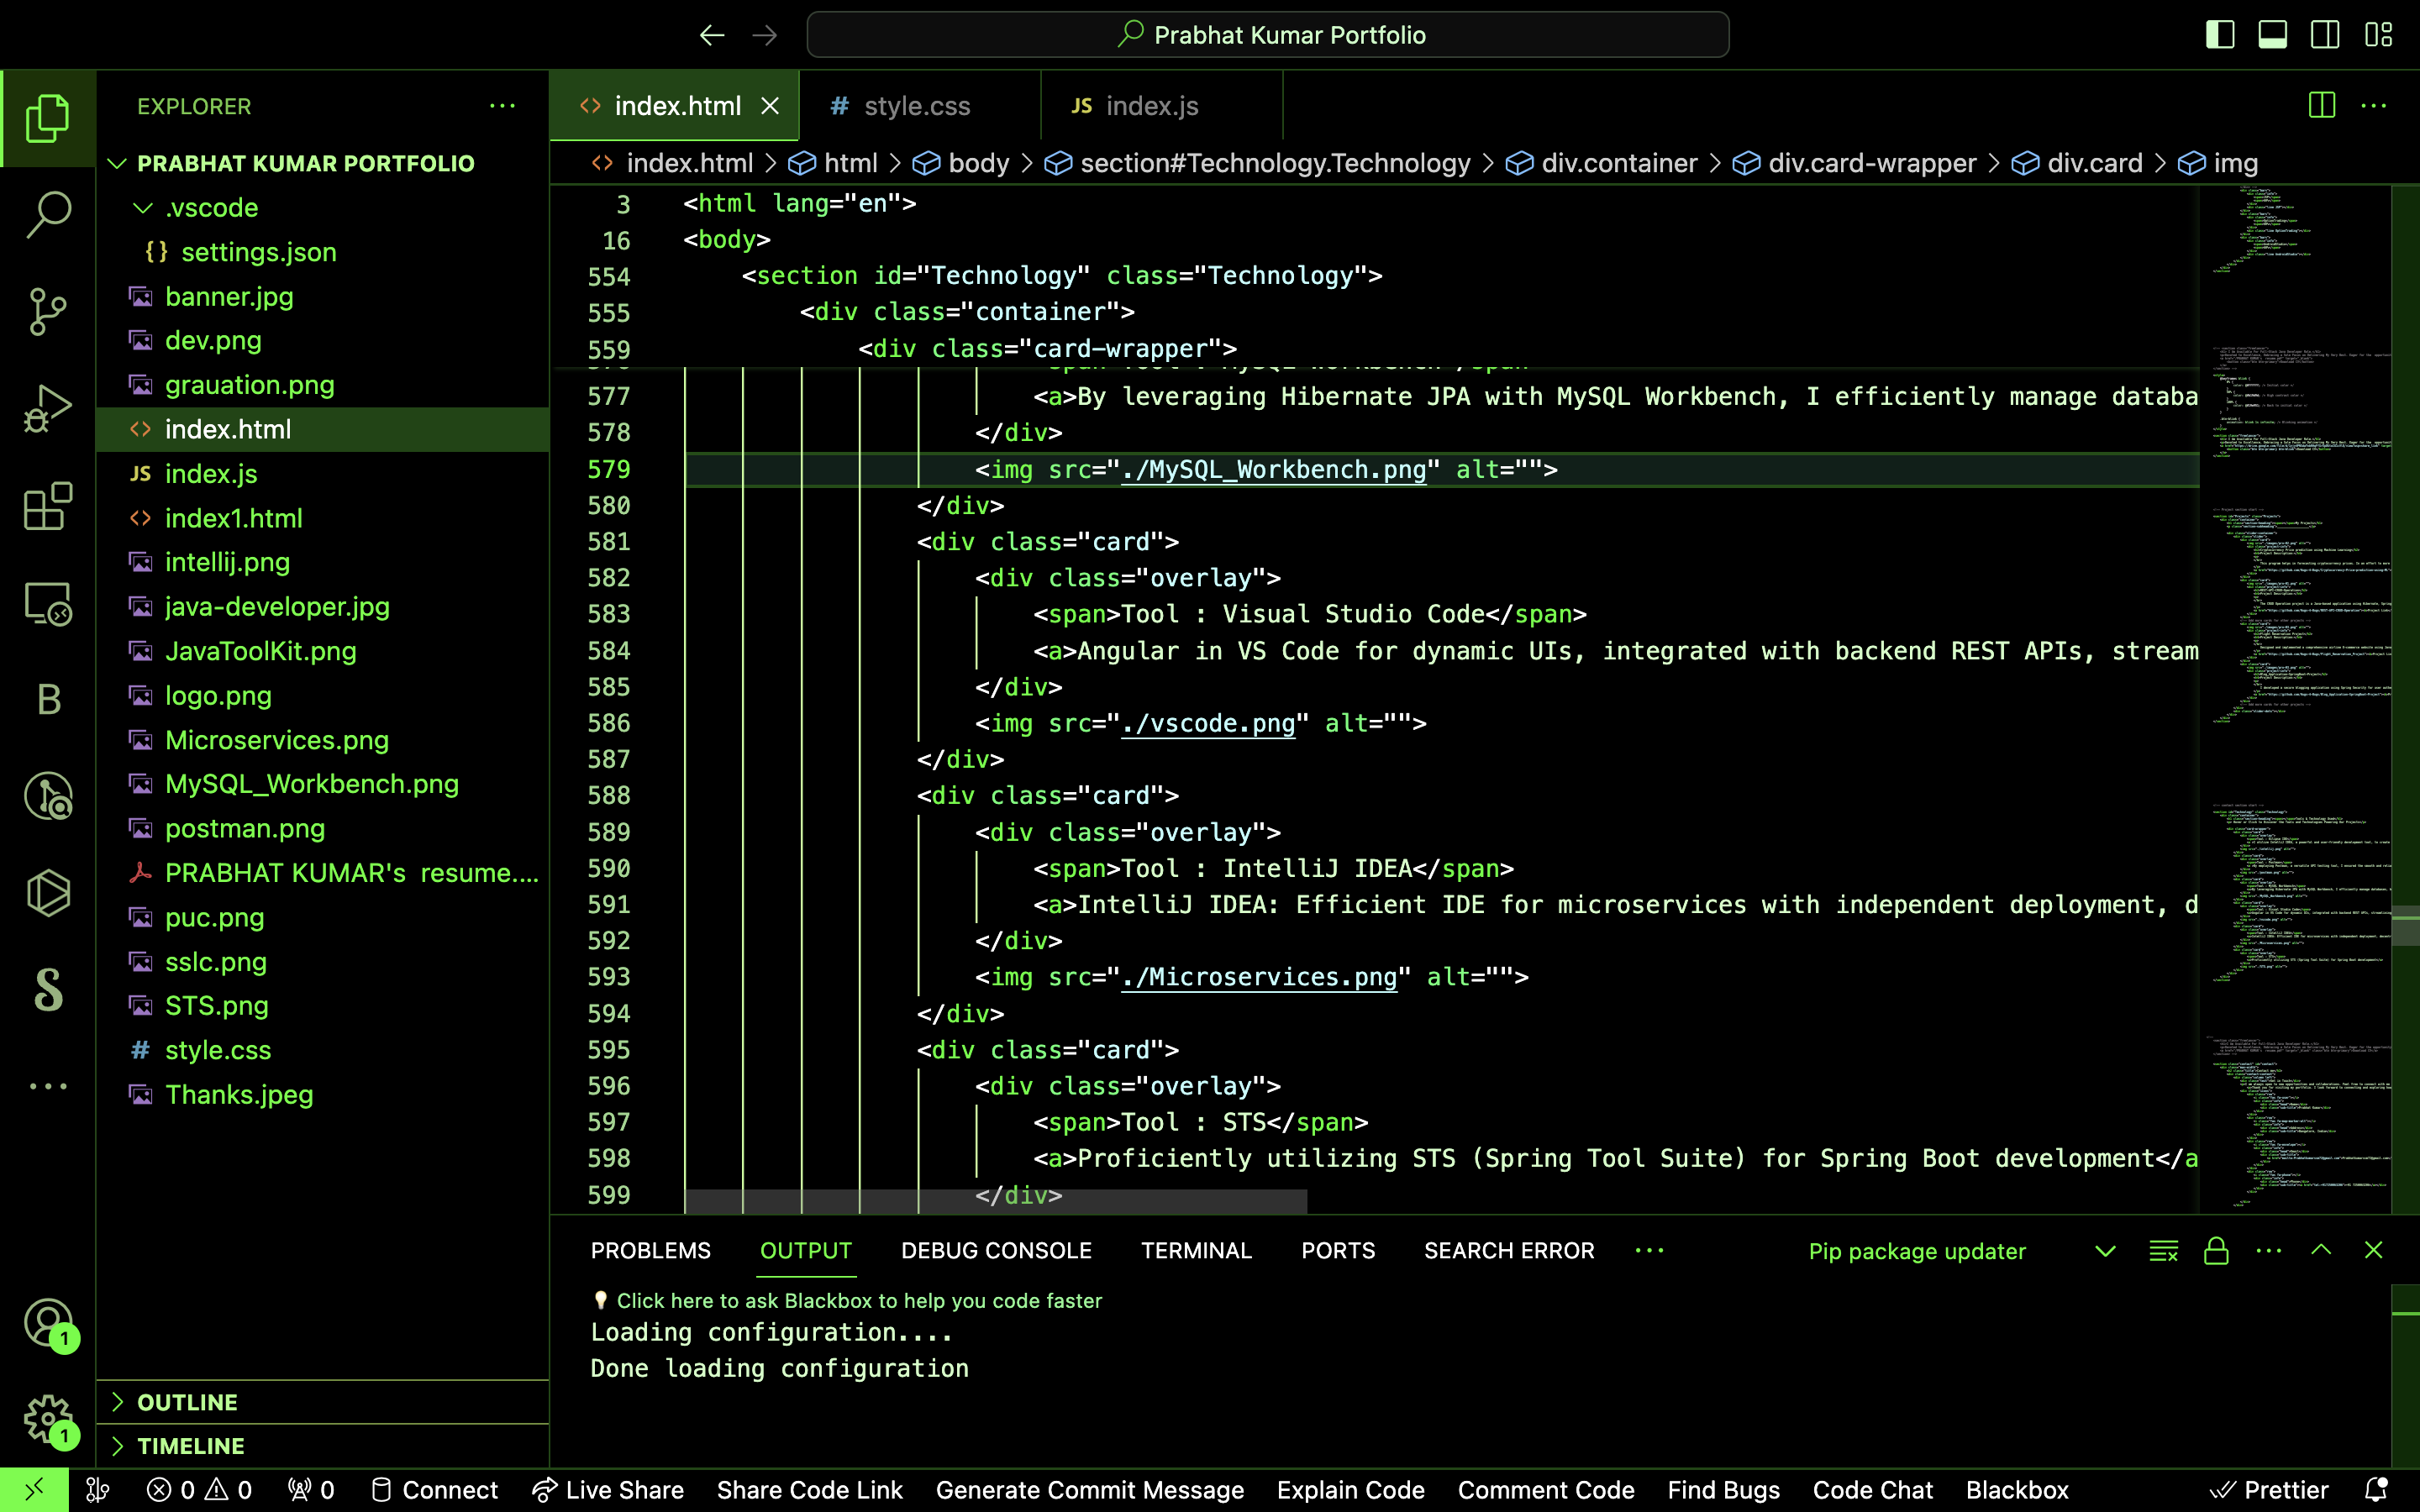 Prabhat Kumar Portfolio
EXPLORER
PRABHAT KUMAR PORTFOLIO
.vscode
{} settings.json
banner.jpg
dev.png
grauation.png
<> index.html
JS index.js
<> index1.html
intellij.png
java-developer.jpg
JavaToolKit.png
logo.png
Microservices.png
MySQL_Workbench.png
postman.png
PRABHAT KUMAR's resume....
puc.png
sslc.png
STS.png
# style.css
Thanks.jpeg
OUTLINE
TIMELINE
<> index.html
# style.css
JS index.js
<> index.html > html > body > section#Technology.Technology > div.container > div.card-wrapper > div.card > img
3 <html lang="en">
16 <body>
554 <section id="Technology" class="Technology">
555 <div class="container">
559 <div class="card-wrapper">
577 <a>By leveraging Hibernate JPA with MySQL Workbench, I efficiently manage databa
578 </div>
579 <img src="./MySQL_Workbench.png" alt="">
580 </div>
581 <div class="card">
582 <div class="overlay">
583 <span>Tool : Visual Studio Code</span>
584 <a>Angular in VS Code for dynamic UIs, integrated with backend REST APIs, stream
585 </div>
586 <img src="./vscode.png" alt="">
587 </div>
588 <div class="card">
589 <div class="overlay">
590 <span>Tool : IntelliJ IDEA</span>
591 <a>IntelliJ IDEA: Efficient IDE for microservices with independent deployment, d
592 </div>
593 <img src="./Microservices.png" alt="">
594 </div>
595 <div class="card">
596 <div class="overlay">
597 <span>Tool : STS</span>
598 <a>Proficiently utilizing STS (Spring Tool Suite) for Spring Boot development</a
599 </div>
PROBLEMS OUTPUT DEBUG CONSOLE TERMINAL PORTS SEARCH ERROR
Pip package updater
Click here to ask Blackbox to help you code faster
Loading configuration....
Done loading configuration
B
1
1
0 0 0 Connect Live Share Share Code Link Generate Commit Message Explain Code Comment Code Find Bugs Code Chat Blackbox Prettier